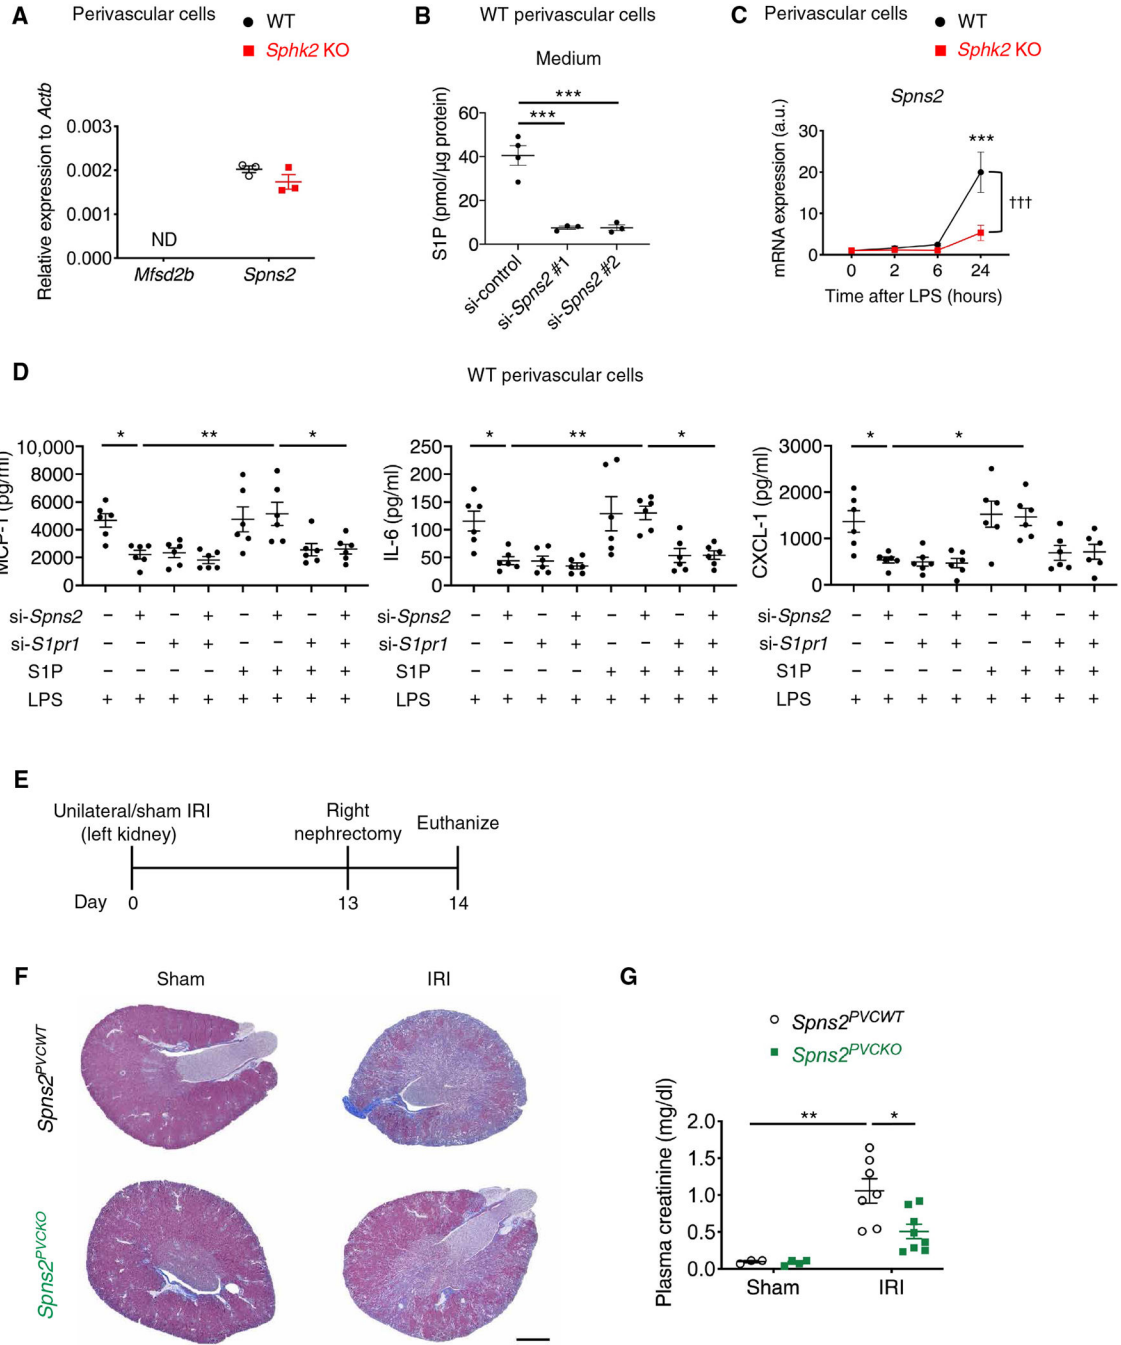 A
Perivascular cells
WT
Sphk2 KO
Relative expression to Actb
0.003
0.002
0.001
0.000
ND
Mfsd2b
Spns2
B
WT perivascular cells
Medium
S1P (pmol/µg protein)
60
40
20
0
***
***
si-control
si-Spns2 #1
si-Spns2 #2
C
Perivascular cells
WT
Sphk2 KO
Spns2
mRNA expression (a.u.)
30
20
10
0
***
†††
0 2 6 24
Time after LPS (hours)
D
WT perivascular cells
MCP-1 (pg/ml)
10,000
8000
6000
4000
2000
0
* ** *
si-Spns2 − + − + − + − +
si-S1pr1 − − + + − − + +
S1P − − − − + + + +
LPS + + + + + + + +
IL-6 (pg/ml)
250
200
150
100
50
0
* ** *
si-Spns2 − + − + − + − +
si-S1pr1 − − + + − − + +
S1P − − − − + + + +
LPS + + + + + + + +
CXCL-1 (pg/ml)
3000
2000
1000
0
* *
si-Spns2 − + − + − + − +
si-S1pr1 − − + + − − + +
S1P − − − − + + + +
LPS + + + + + + + +
E
Unilateral/sham IRI
(left kidney)
Right
nephrectomy
Euthanize
Day 0 13 14
F
Sham
IRI
Spns2PVCWT
Spns2PVCKO
G
Spns2PVCWT
Spns2PVCKO
Plasma creatinine (mg/dl)
2.0
1.5
1.0
0.5
0.0
** *
Sham
IRI